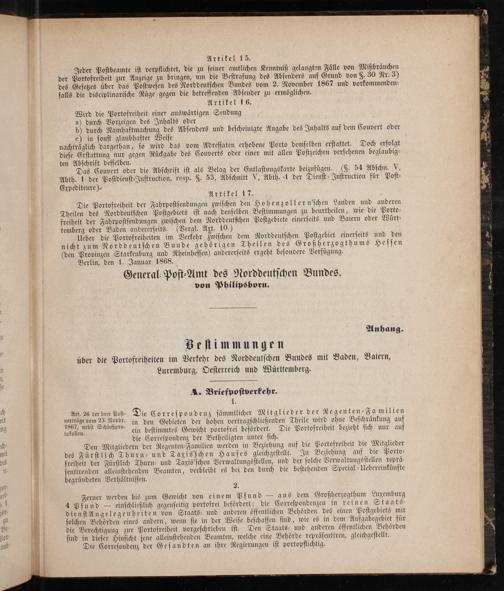 Artikel 15.
Jeder Postbeamte ist verpflichtet, die zu seiner amtlichen Kenntniß gelangten Fälle von Mißbräuchen
der Portofreiheit zur Anzeige zu bringen, um die Bestrafung des Absenders auf Grund von §. 30 Nr. 3)
des Gesetzes über das Postwesen des Norddeutschen Bundes vom 2. November 1867 und vorkommenden-
falls die disciplinarische Rüge gegen die betreffenden Absender zu ermöglichen.
Artikel 16.
Wird die Portofreiheit einer auswärtigen Sendung
a) durch Vorzeigen des Inhalts oder
b) durch Namhaftmachung des Absenders und bescheinigte Angabe des Inhalts auf dem Couvert oder
c) in sonst glaubhafter Weise
nachträglich dargethan, so wird das vom Adressaten erhobene Porto demselben erstattet. Doch erfolgt
diese Erstattung nur gegen Rückgabe des Couverts oder einer mit allen Postzeichen versehenen beglaubig-
ten Abschrift desselben.
Das Couvert oder die Abschrift ist als Belag der Entlastungskarte beizufügen. (§. 54 Abschn. V,
Abth. 1 der Postdienst-Instruction, resp. §. 53, Abschnitt V, Abth. 4 der Dienst-Instruction für Post-
Expediteure).
Artikel 17.
Die Portofreiheit der Fahrpostsendungen zwischen den Hohenzollern'schen Landen und anderen
Theilen des Norddeutschen Postgebiets ist nach denselben Bestimmungen zu beurtheilen, wie die Porto-
freiheit der Fahrpostsendungen zwischen dem Norddeutschen Postgebiete einerseits und Baiern oder Würt-
temberg oder Baden andererseits. (Vergl. Art. 10.)
Ueber die Portofreiheiten im Verkehr zwischen dem Norddeutschen Postgebiet einerseits und den
nicht zum Norddeutschen Bunde gehörigen Theilen des Großherzogthums Hessen
(den Provinzen Starkenburg und Rheinhessen) andererseits ergeht besondere Verfügung.
Berlin, den 1. Januar 1868.
General-Post-Amt des Norddeutschen Bundes.
von Philipsborn.
Anhang.
Bestimmungen
über die Portofreiheiten im Verkehr des Norddeutschen Bundes mit Baden, Baiern,
Luxemburg, Oesterreich und Württemberg.
A. Briefpostverkehr.
1.
Art. 26 der drei Post-
verträge vom 23. Novbr.
1867, nebst Schlußproto-
kollen.
Die Correspondenz sämmtlicher Mitglieder der Regenten-Familien
in den Gebieten der hohen vertragschließenden Theile wird ohne Beschränkung auf
ein bestimmtes Gewicht portofrei befördert. Die Portofreiheit bezieht sich nur auf
die Correspondenz der Betheiligten unter sich.
Den Mitgliedern der Regenten-Familien werden in Beziehung auf die Portofreiheit die Mitglieder
des Fürstlich Thurn- und Taxis'schen Hauses gleichgestellt. In Beziehung auf die Porto-
freiheit der Fürstlich Thurn- und Taxis'schen Verwaltungsstellen, und der solche Verwaltungsstellen reprä-
sentirenden alleinstehenden Beamten, verbleibt es bei den durch die bestehenden Special-Uebereinkünfte
begründeten Verhältnissen.
2.
Ferner werden bis zum Gewicht von einem Pfund — aus dem Großherzogthum Luxemburg
4 Pfund — einschließlich gegenseitig portofrei befördert: die Correspondenzen in reinen Staats-
dienst-Angelegenheiten von Staats- und anderen öffentlichen Behörden des einen Postgebiets mit
solchen Behörden eines andern, wenn sie in der Weise beschaffen sind, wie es in dem Aufgabegebiet für
die Berechtigung zur Portofreiheit vorgeschrieben ist. Den Staats- und anderen öffentlichen Behörden
sind in dieser Hinsicht jene alleinstehenden Beamten, welche eine Behörde repräsentiren, gleichgestellt.
Die Correspondenz der Gesandten an ihre Regierungen ist portopflichtig.